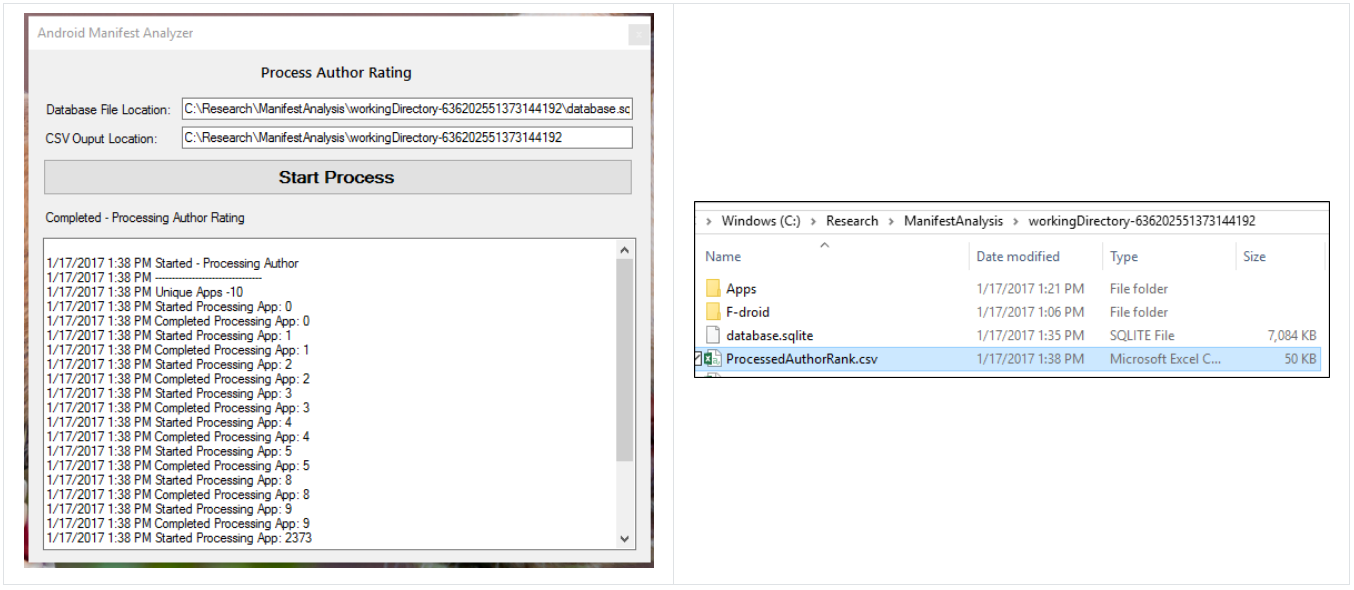 Android Manifest Analyzer
Process Author Rating
Database File Location: C:\Research\ManifestAnalysis\workingDirectory-636202551373144192\database.sq
CSV Ouput Location: C:\Research\ManifestAnalysis\workingDirectory-636202551373144192
Start Process
Completed - Processing Author Rating
1/17/2017 1:38 PM Started - Processing Author
1/17/2017 1:38 PM --------------------------------
1/17/2017 1:38 PM Unique Apps -10
1/17/2017 1:38 PM Started Processing App: 0
1/17/2017 1:38 PM Completed Processing App: 0
1/17/2017 1:38 PM Started Processing App: 1
1/17/2017 1:38 PM Completed Processing App: 1
1/17/2017 1:38 PM Started Processing App: 2
1/17/2017 1:38 PM Completed Processing App: 2
1/17/2017 1:38 PM Started Processing App: 3
1/17/2017 1:38 PM Completed Processing App: 3
1/17/2017 1:38 PM Started Processing App: 4
1/17/2017 1:38 PM Completed Processing App: 4
1/17/2017 1:38 PM Started Processing App: 5
1/17/2017 1:38 PM Completed Processing App: 5
1/17/2017 1:38 PM Started Processing App: 8
1/17/2017 1:38 PM Completed Processing App: 8
1/17/2017 1:38 PM Started Processing App: 9
1/17/2017 1:38 PM Completed Processing App: 9
1/17/2017 1:38 PM Started Processing App: 2373
› Windows (C:) › Research › ManifestAnalysis › workingDirectory-636202551373144192
Name Date modified Type Size
Apps 1/17/2017 1:21 PM File folder
F-droid 1/17/2017 1:06 PM File folder
database.sqlite 1/17/2017 1:35 PM SQLITE File 7,084 KB
ProcessedAuthorRank.csv 1/17/2017 1:38 PM Microsoft Excel C... 50 KB